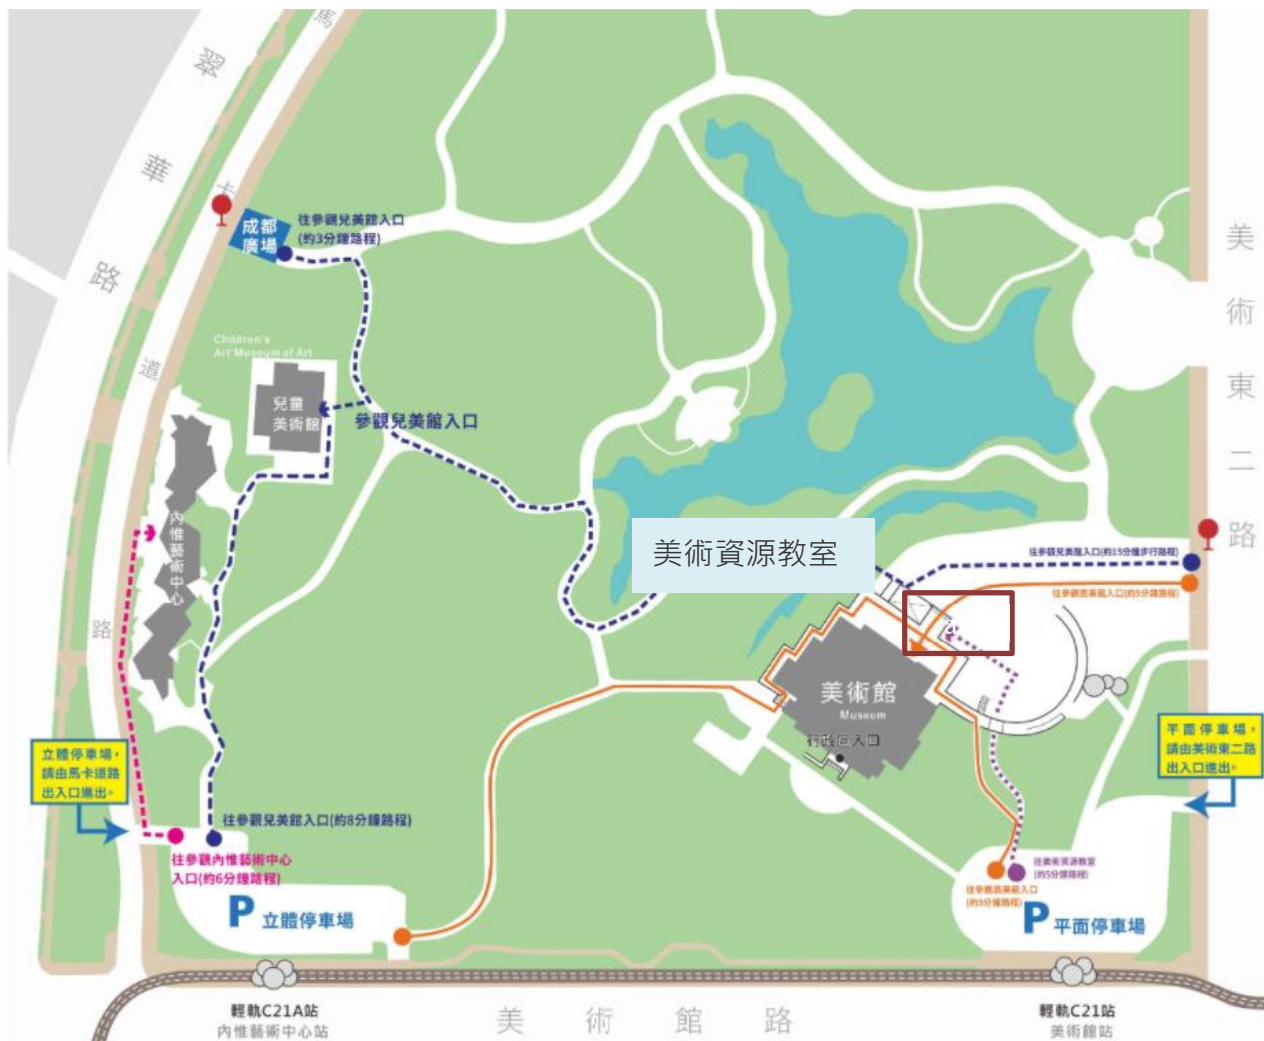 馬
翠
華
路
卡
道
路
成都
廣場
往參觀兒美館入口
(約3分鐘路程)
美
術
東
二
路
Children's
Art Museum of Art
兒童
美術館
參觀兒美館入口
內惟藝術中心
美術資源教室
往參觀兒美館入口(約15分鐘步行路程)
往參觀高美館入口(約5分鐘路程)
a
美術館
Museum
行政區入口
立體停車場，
請由馬卡道路
出入口進出。
平面停車場，
請由美術東二路
出入口進出。
往參觀兒美館入口(約8分鐘路程)
往參觀內惟藝術中心
入口(約6分鐘路程)
往美術資源教室
(約5分鐘路程)
往參觀高美館入口
(約5分鐘路程)
P 立體停車場
P 平面停車場
輕軌C21A站
內惟藝術中心站
美術館路
輕軌C21站
美術館站